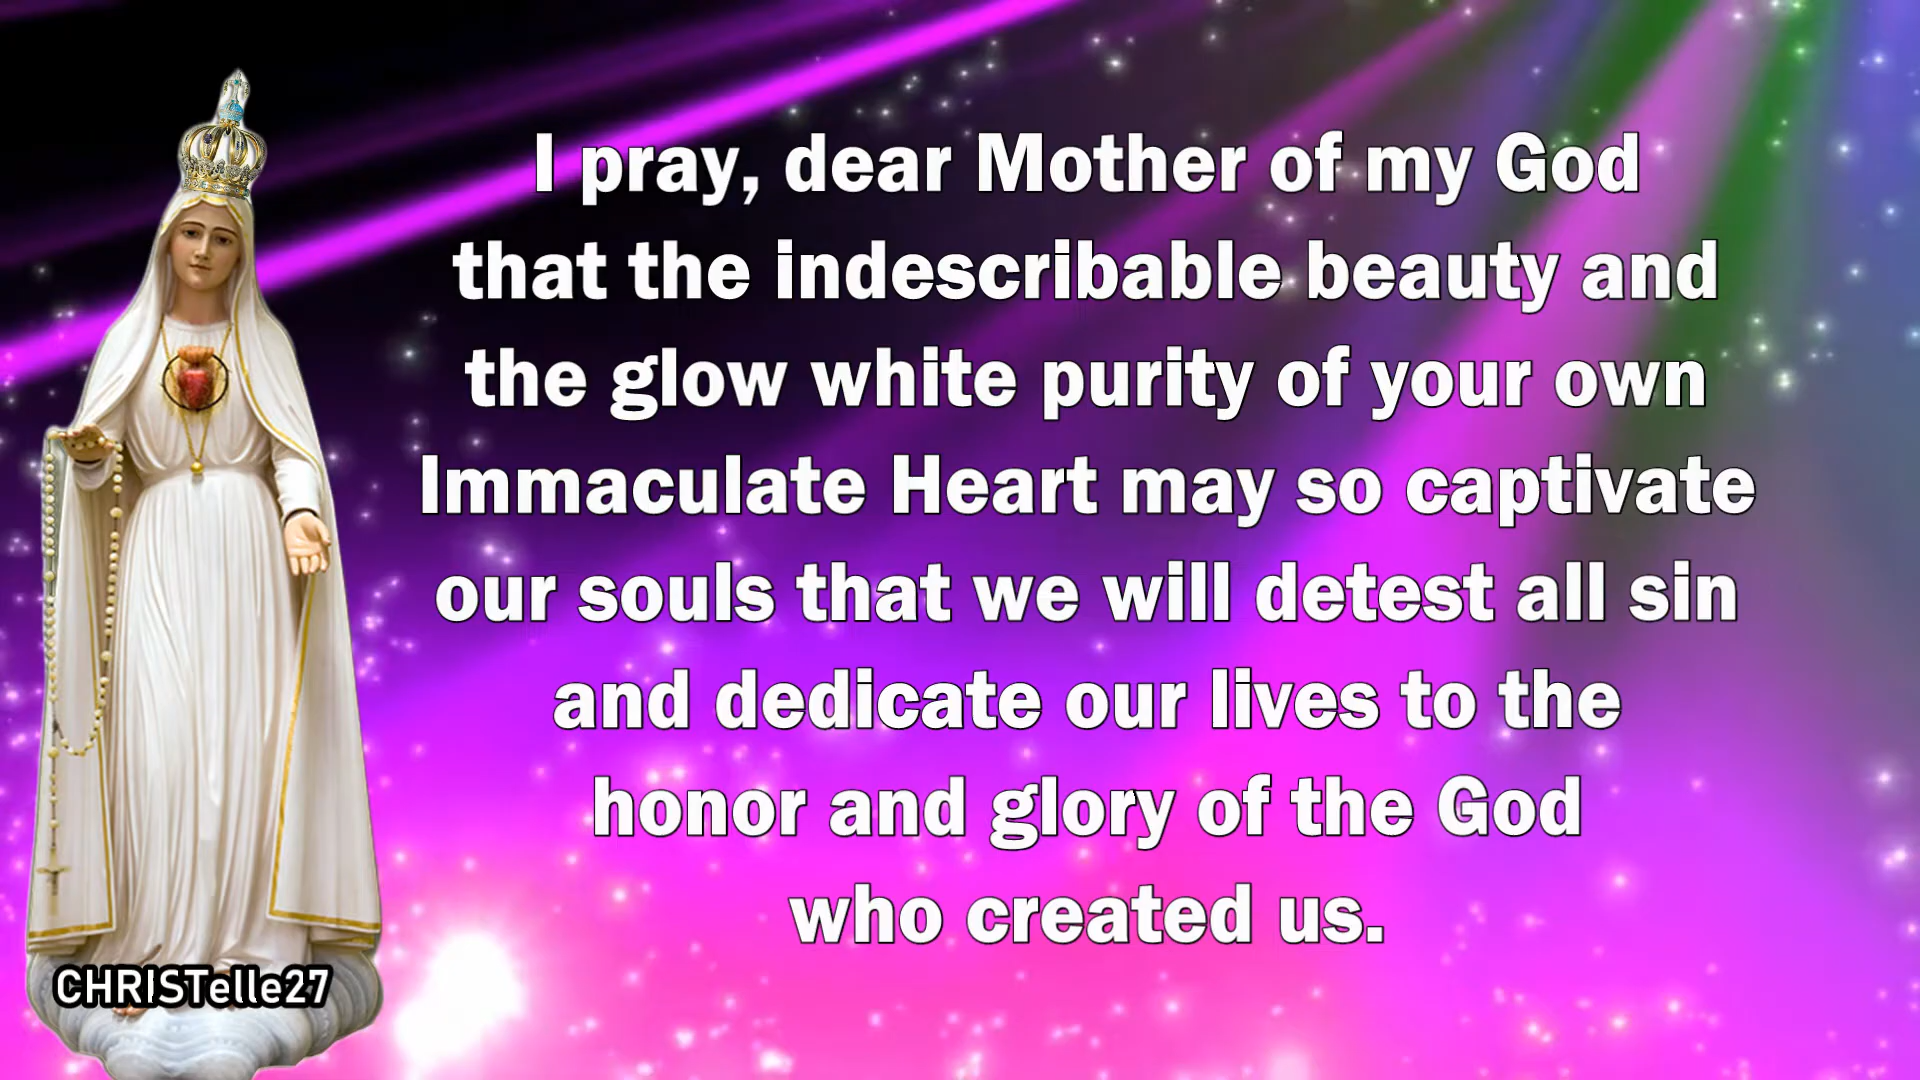 I pray, dear Mother of my God
that the indescribable beauty and
the glow white purity of your own
Immaculate Heart may so captivate
our souls that we will detest all sin
and dedicate our lives to the
honor and glory of the God
who created us.
CHRISTelle27